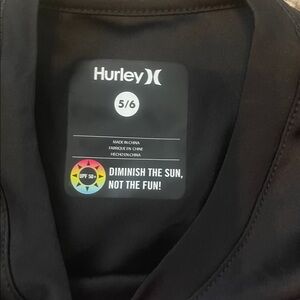 Hurley
5/6
MADE IN CHINA
FABRIQUÉ EN CHINE
HECHO EN CHINA
UPF 50+
DIMINISH THE SUN,
NOT THE FUN!